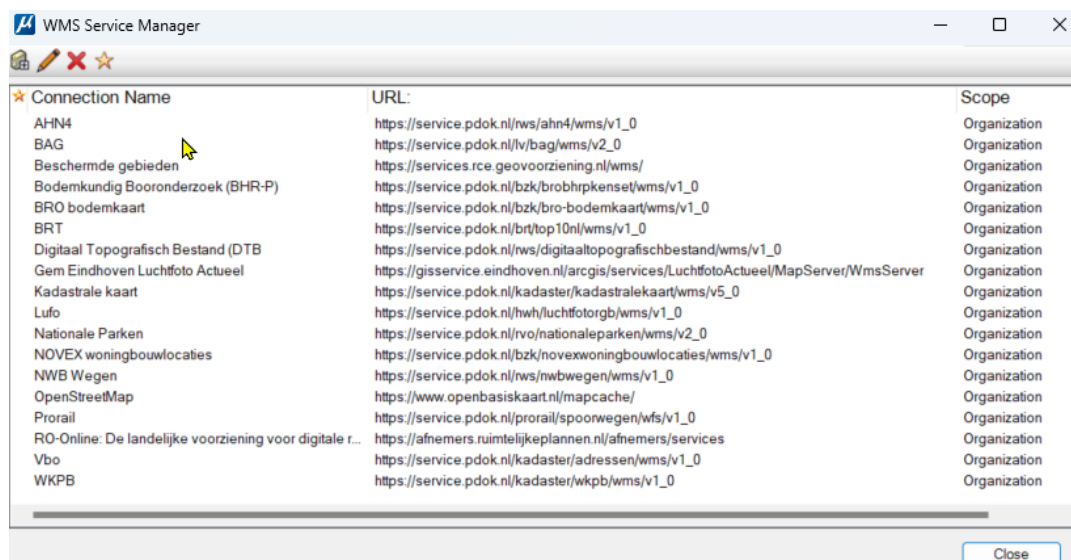 WMS Service Manager
Connection Name URL: Scope
AHN4 https://service.pdok.nl/rws/ahn4/wms/v1_0 Organization
BAG https://service.pdok.nl/lv/bag/wms/v2_0 Organization
Beschermde gebieden https://services.rce.geovoorziening.nl/wms/ Organization
Bodemkundig Booronderzoek (BHR-P) https://service.pdok.nl/bzk/brobhrpkenset/wms/v1_0 Organization
BRO bodemkaart https://service.pdok.nl/bzk/bro-bodemkaart/wms/v1_0 Organization
BRT https://service.pdok.nl/brt/top10nl/wms/v1_0 Organization
Digitaal Topografisch Bestand (DTB https://service.pdok.nl/rws/digitaaltopografischbestand/wms/v1_0 Organization
Gem Eindhoven Luchtfoto Actueel https://gisservice.eindhoven.nl/arcgis/services/LuchtfotoActueel/MapServer/WmsServer Organization
Kadastrale kaart https://service.pdok.nl/kadaster/kadastralekaart/wms/v5_0 Organization
Lufo https://service.pdok.nl/hwh/luchtfotorgb/wms/v1_0 Organization
Nationale Parken https://service.pdok.nl/rvo/nationaleparken/wms/v2_0 Organization
NOVEX woningbouwlocaties https://service.pdok.nl/bzk/novexwoningbouwlocaties/wms/v1_0 Organization
NWB Wegen https://service.pdok.nl/rws/nwbwegen/wms/v1_0 Organization
OpenStreetMap https://www.openbasiskaart.nl/mapcache/ Organization
Prorail https://service.pdok.nl/prorail/spoorwegen/wfs/v1_0 Organization
RO-Online: De landelijke voorziening voor digitale r... https://afnemers.ruimtelijkeplannen.nl/afnemers/services Organization
Vbo https://service.pdok.nl/kadaster/adressen/wms/v1_0 Organization
WKPB https://service.pdok.nl/kadaster/wkpb/wms/v1_0 Organization
Close